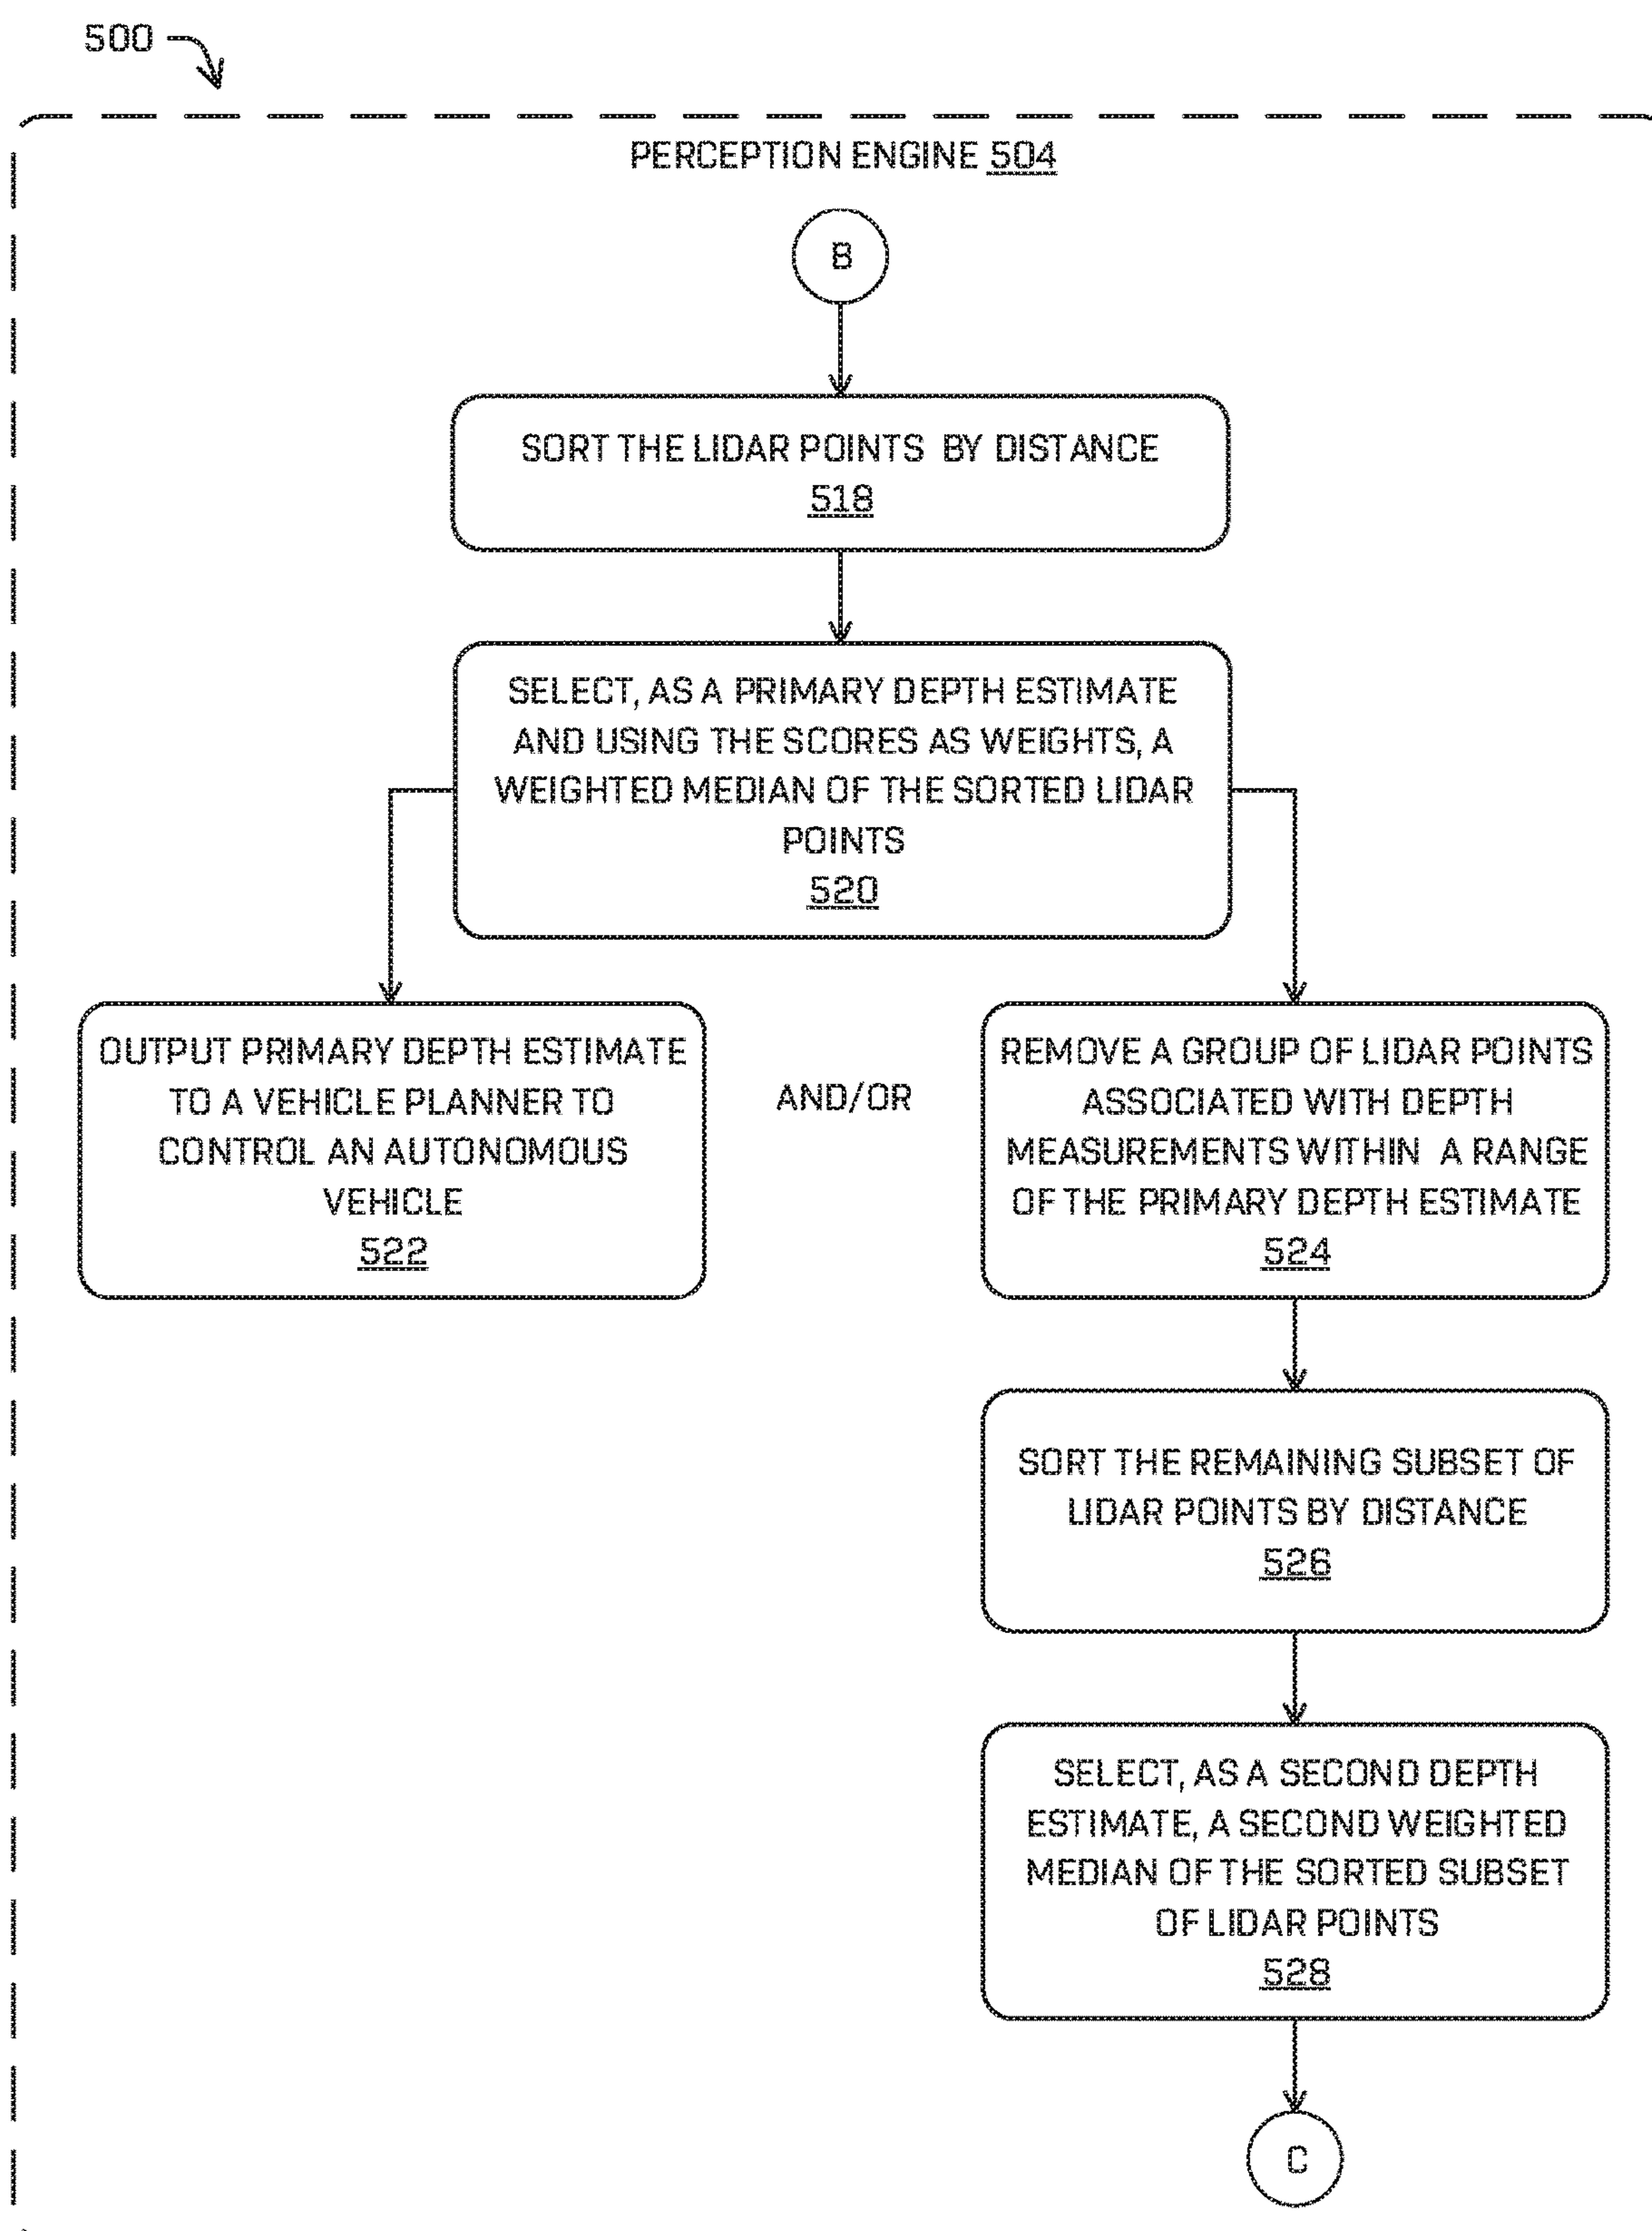 500
PERCEPTION ENGINE 504
B
SORT THE LIDAR POINTS BY DISTANCE
518
SELECT, AS A PRIMARY DEPTH ESTIMATE
AND USING THE SCORES AS WEIGHTS, A
WEIGHTED MEDIAN OF THE SORTED LIDAR
POINTS
520
OUTPUT PRIMARY DEPTH ESTIMATE
TO A VEHICLE PLANNER TO
CONTROL AN AUTONOMOUS
VEHICLE
522
AND/OR
REMOVE A GROUP OF LIDAR POINTS
ASSOCIATED WITH DEPTH
MEASUREMENTS WITHIN A RANGE
OF THE PRIMARY DEPTH ESTIMATE
524
SORT THE REMAINING SUBSET OF
LIDAR POINTS BY DISTANCE
526
SELECT, AS A SECOND DEPTH
ESTIMATE, A SECOND WEIGHTED
MEDIAN OF THE SORTED SUBSET
OF LIDAR POINTS
528
C